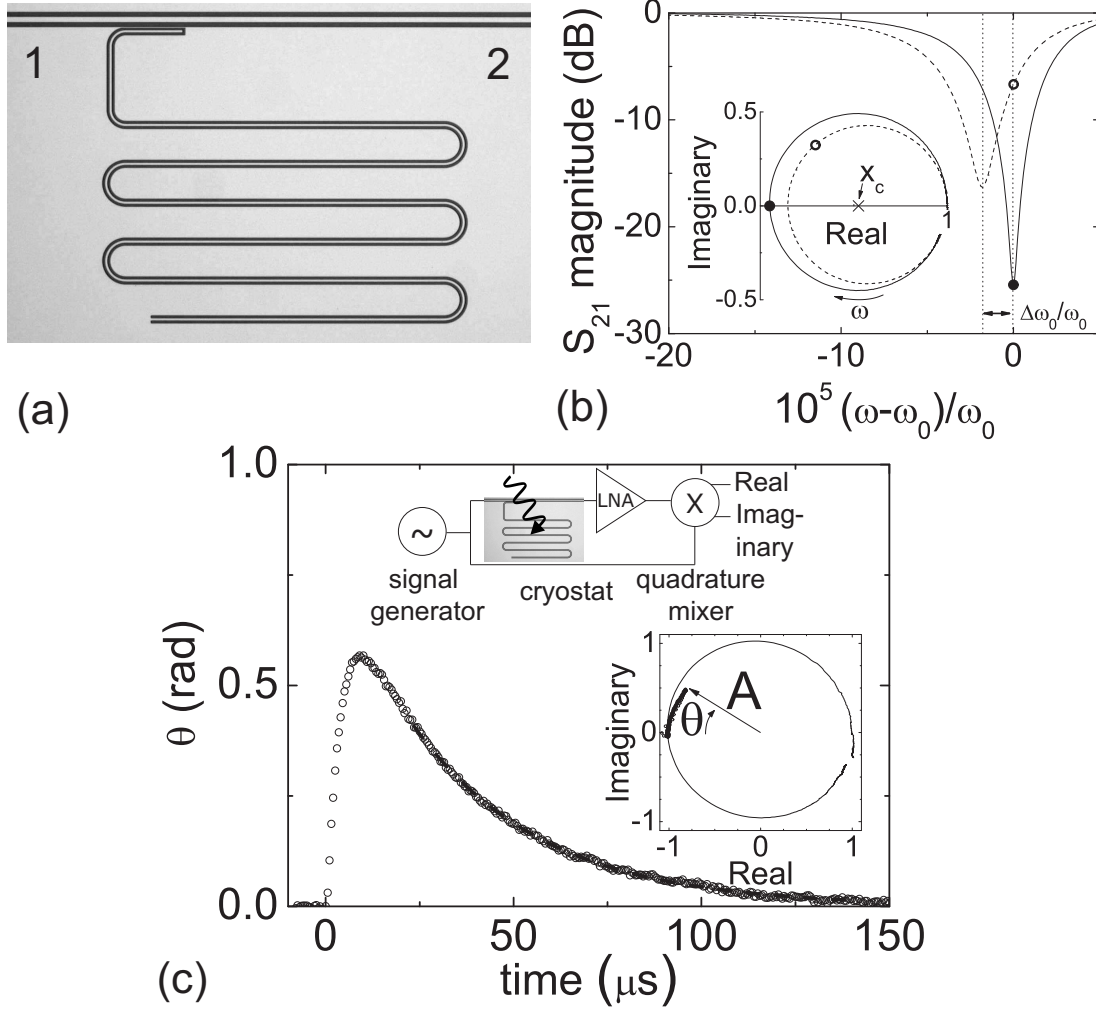 1
2
(a)
S21 magnitude (dB)
0
-10
-20
-30
-20
-10
0
10^5 (ω-ω0)/ω0
Δω0/ω0
Imaginary
0.5
0.0
-0.5
xc
Real
1
ω
(b)
θ (rad)
1.0
0.5
0.0
0
50
100
150
time (μs)
~
signal
generator
LNA
cryostat
X
quadrature
mixer
Real
Imag-
inary
Imaginary
1
0
-1
-1
0
1
Real
A
θ
(c)